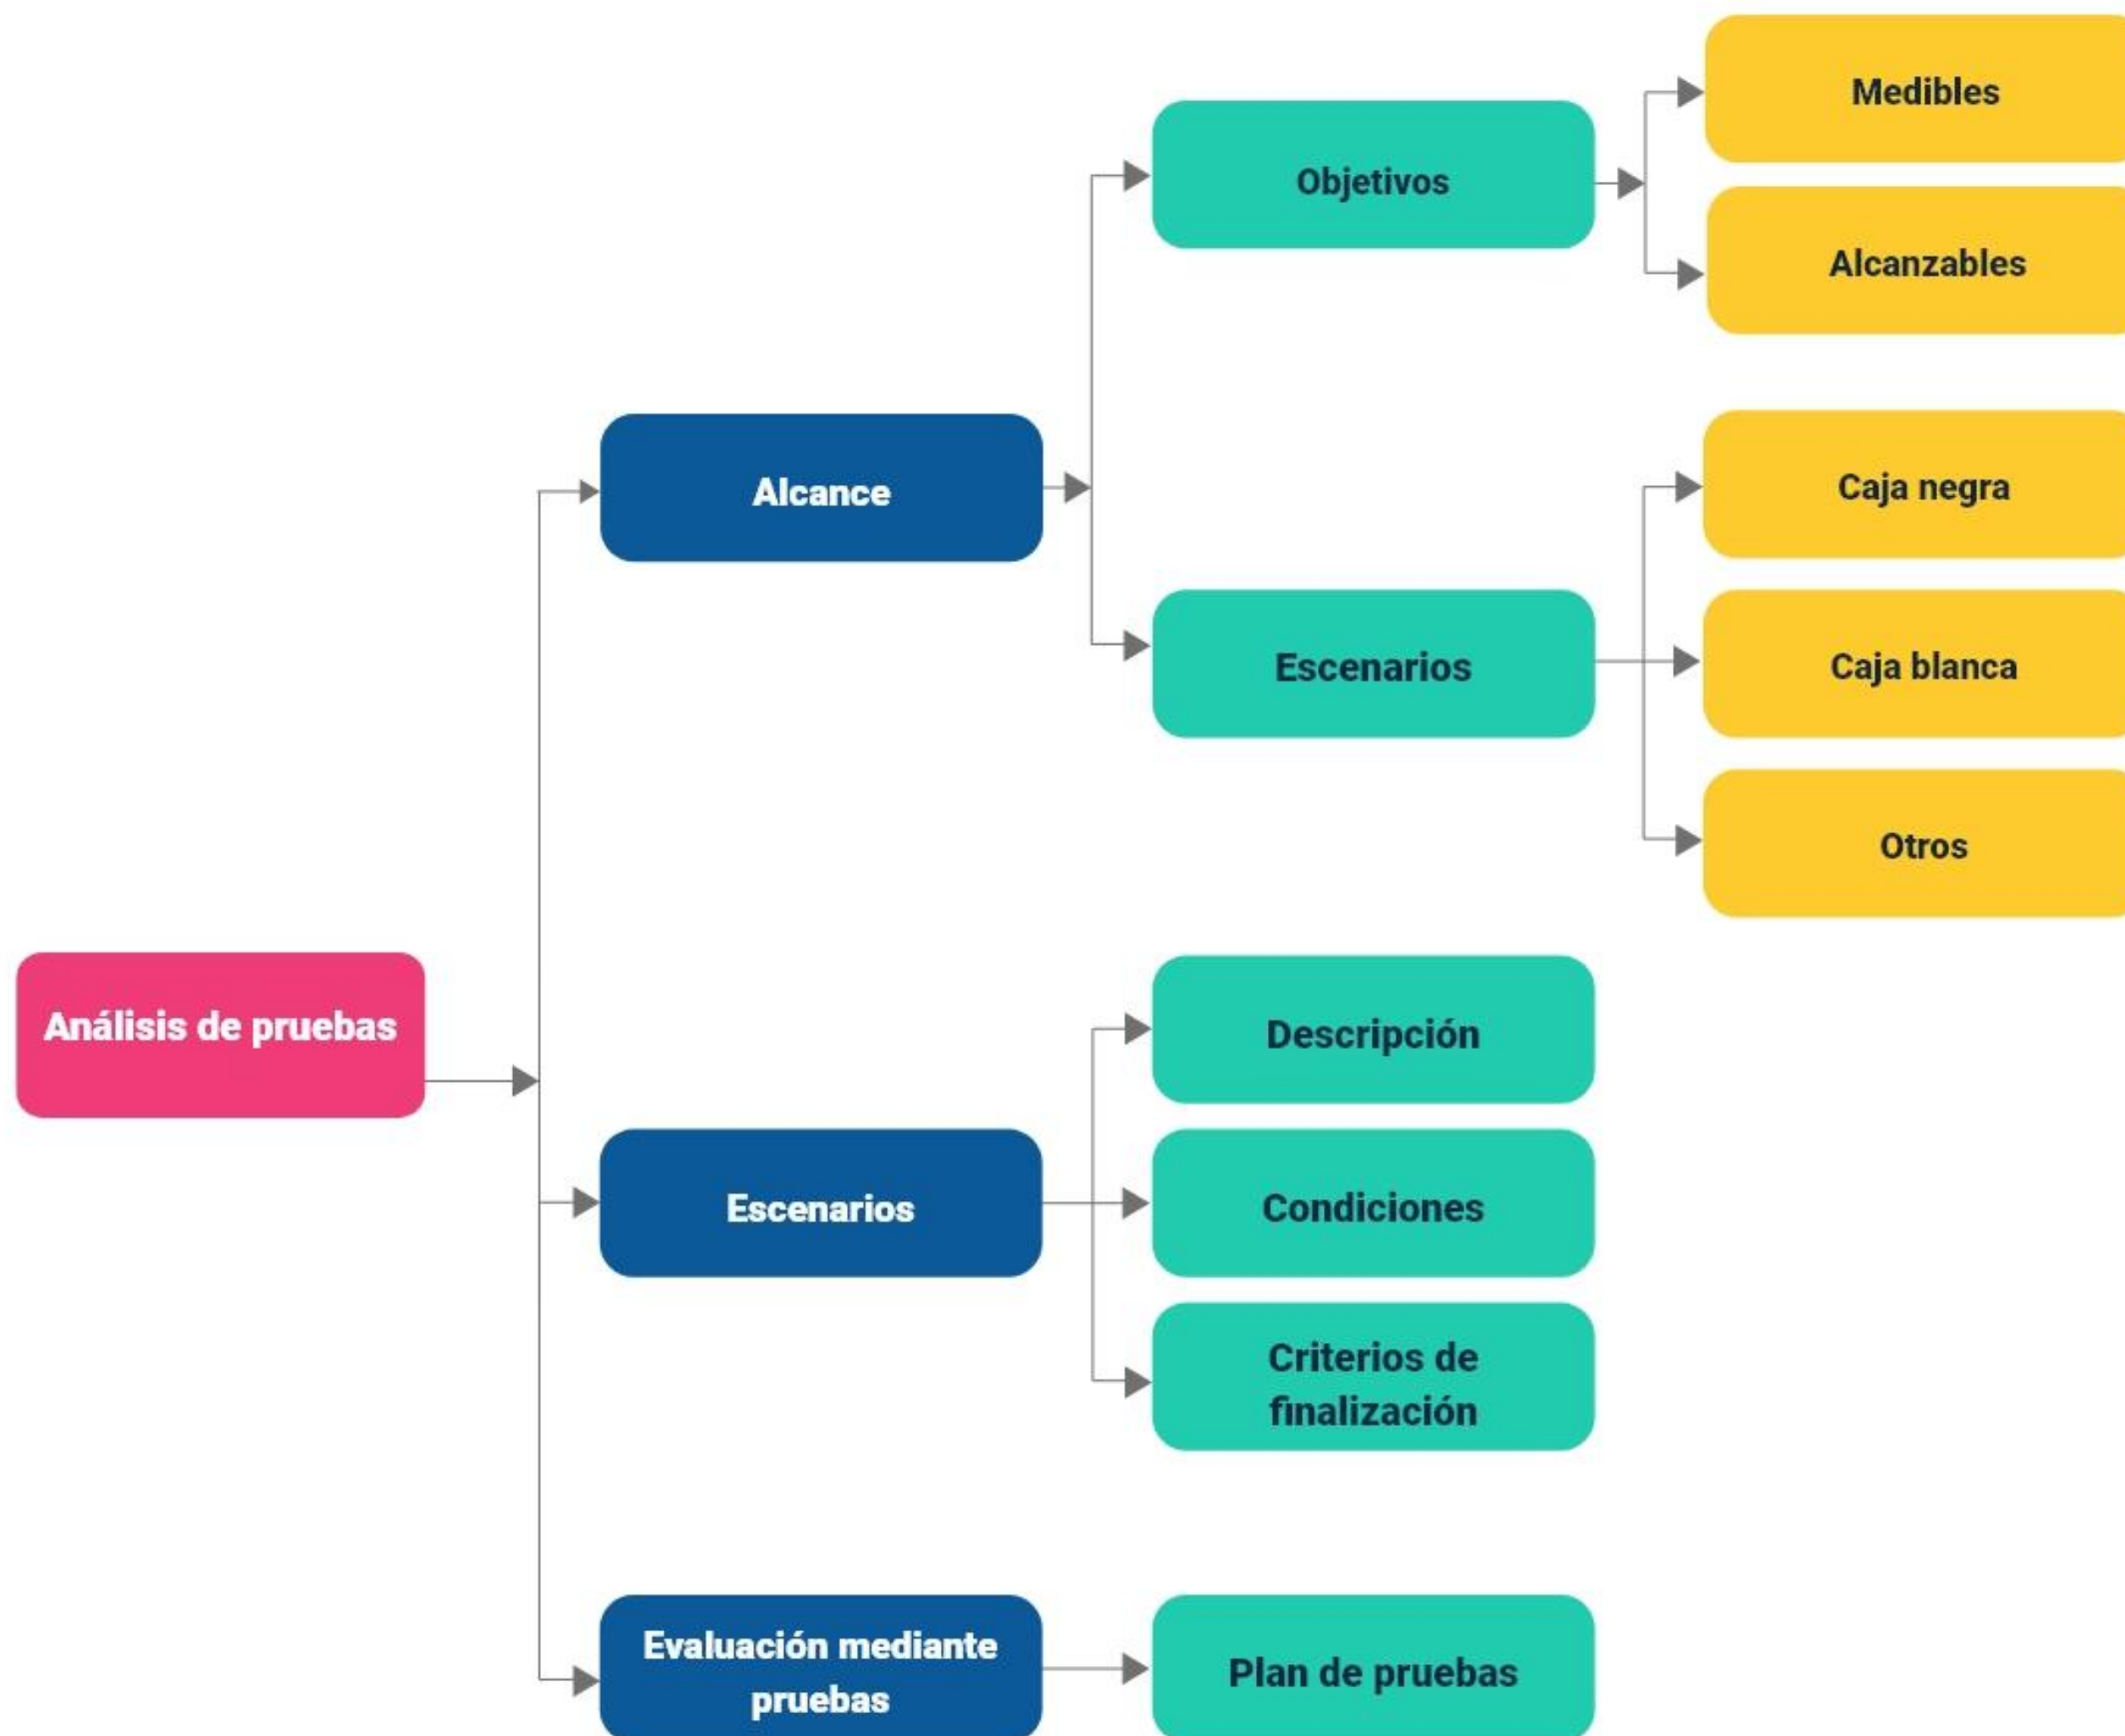 Análisis de pruebas
Alcance
Objetivos
Medibles
Alcanzables
Escenarios
Caja negra
Caja blanca
Otros
Escenarios
Descripción
Condiciones
Criterios de
finalización
Evaluación mediante
pruebas
Plan de pruebas